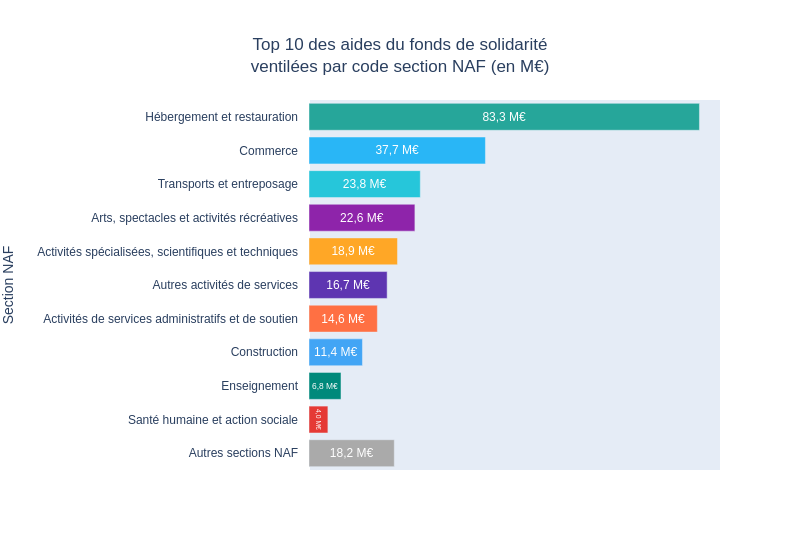 Top 10 des aides du fonds de solidarité
ventilées par code section NAF (en M€)
Section NAF
Hébergement et restauration 83,3 M€
Commerce 37,7 M€
Transports et entreposage 23,8 M€
Arts, spectacles et activités récréatives 22,6 M€
Activités spécialisées, scientifiques et techniques 18,9 M€
Autres activités de services 16,7 M€
Activités de services administratifs et de soutien 14,6 M€
Construction 11,4 M€
Enseignement 6,8 M€
Santé humaine et action sociale 4,0 M€
Autres sections NAF 18,2 M€